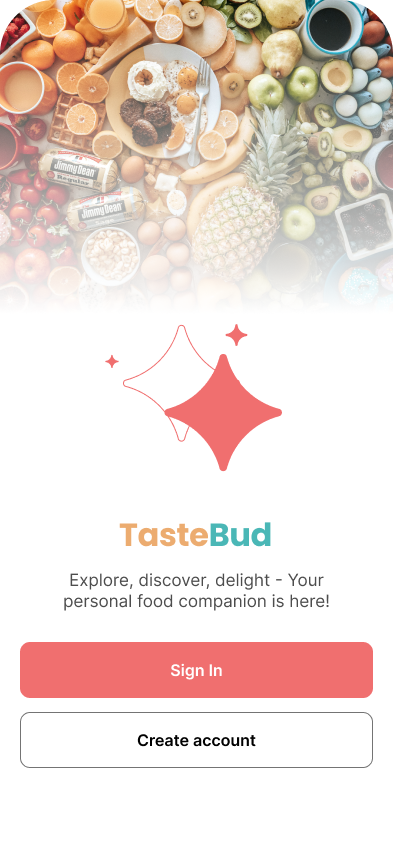 Jimmy Dean
Jimmy Dean
TasteBud
Explore, discover, delight - Your
personal food companion is here!
Sign In
Create account